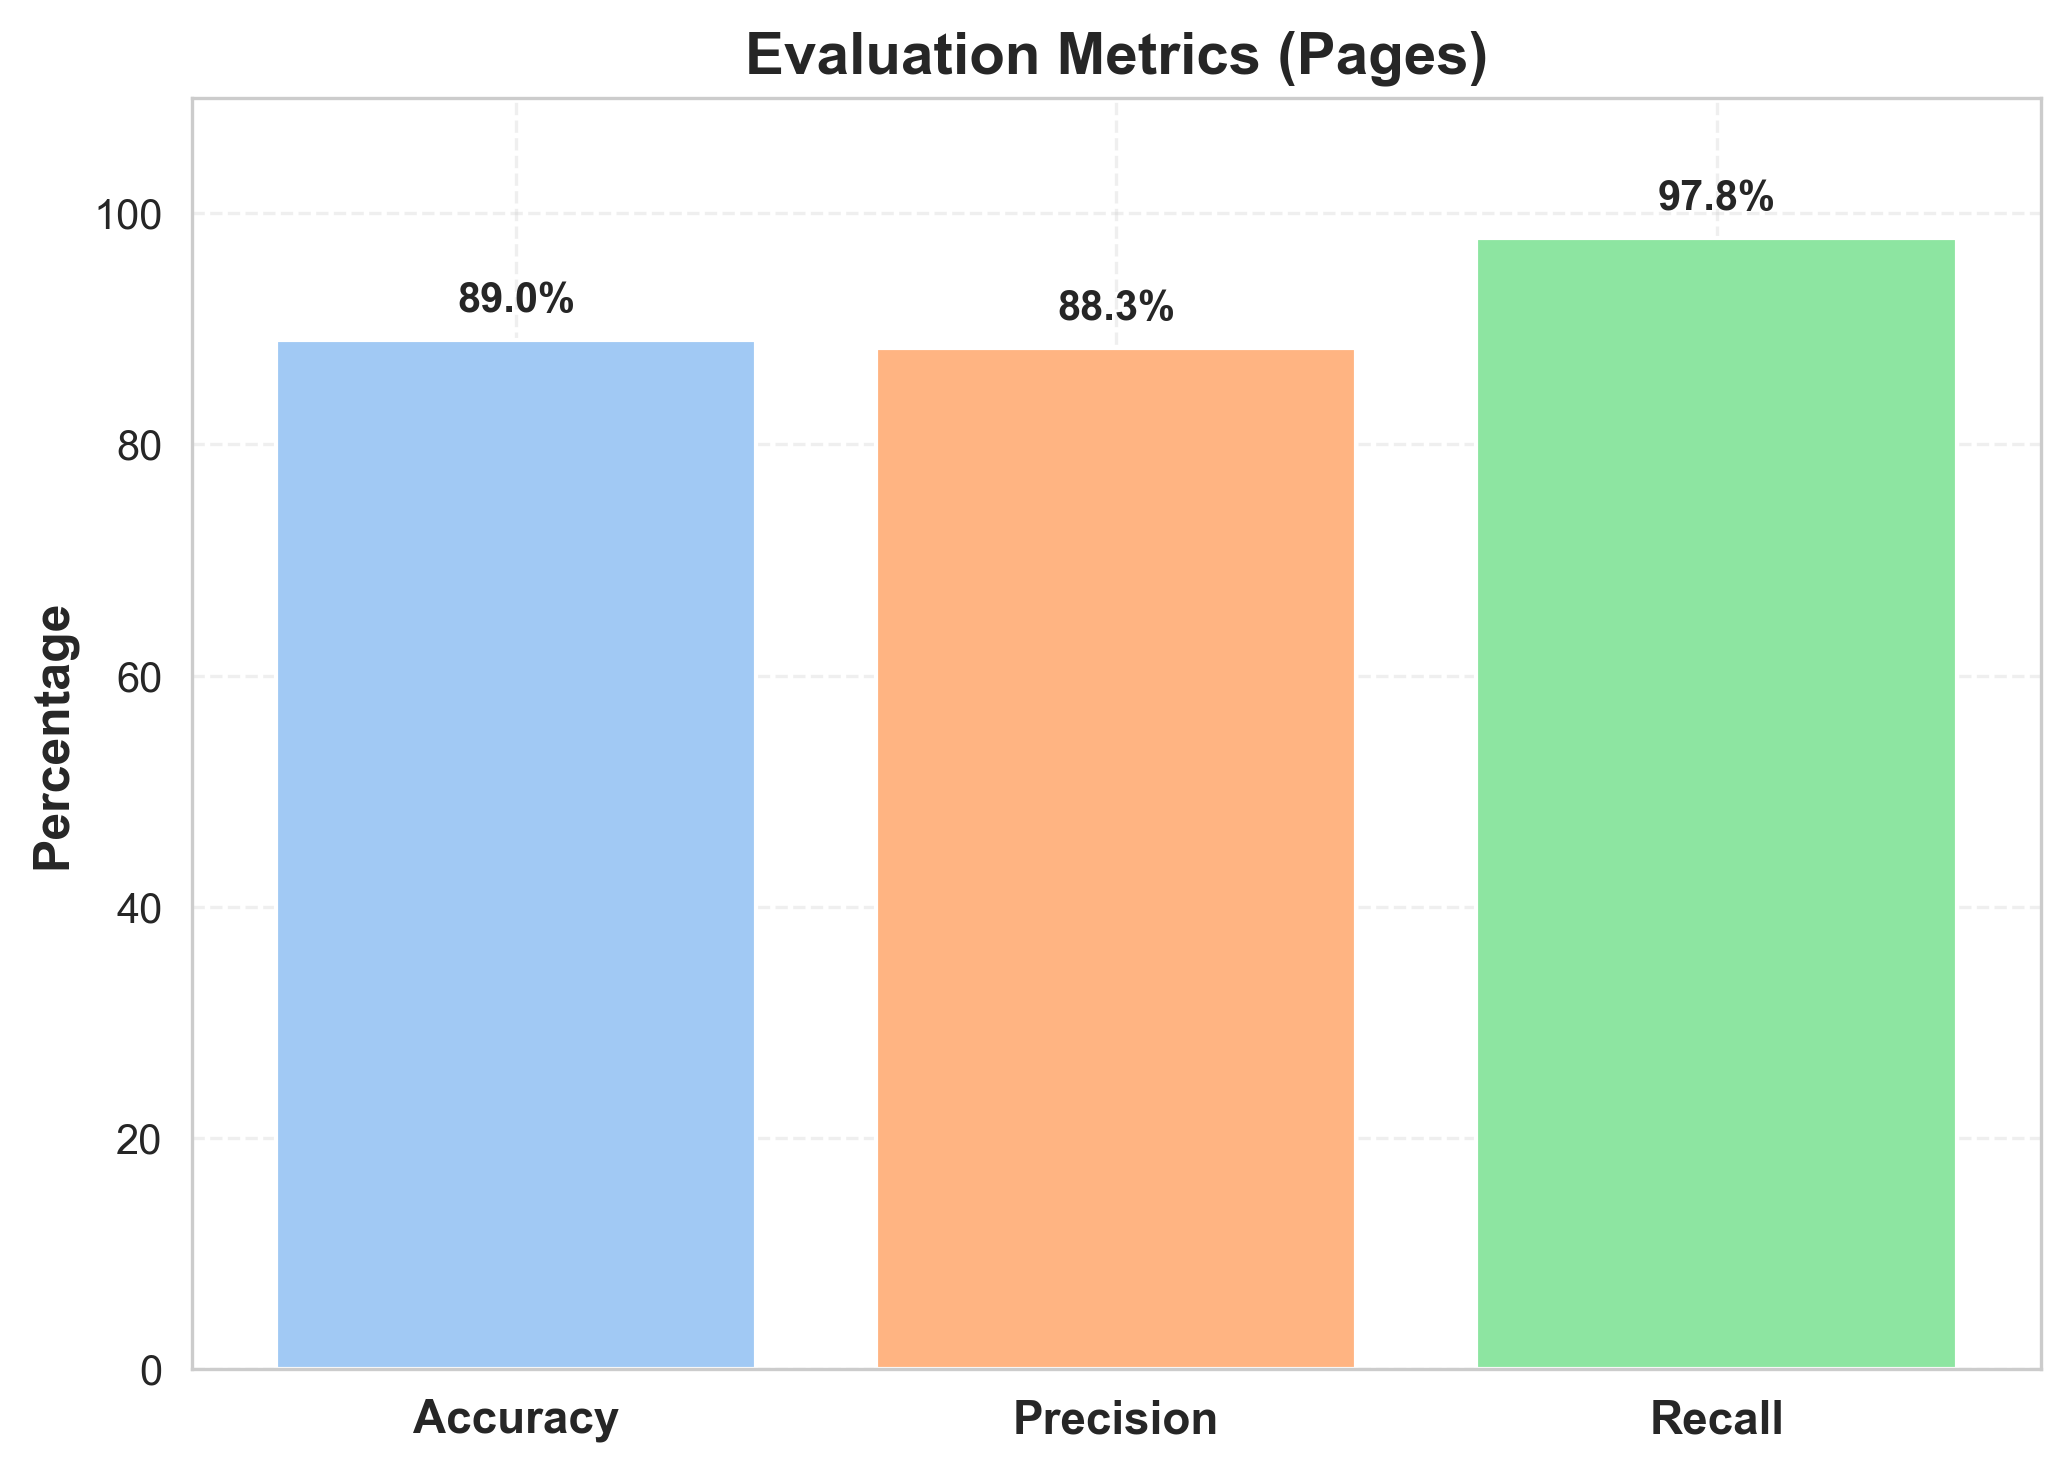 Evaluation Metrics (Pages)
Percentage
100
80
60
40
20
0
89.0%
88.3%
97.8%
Accuracy
Precision
Recall